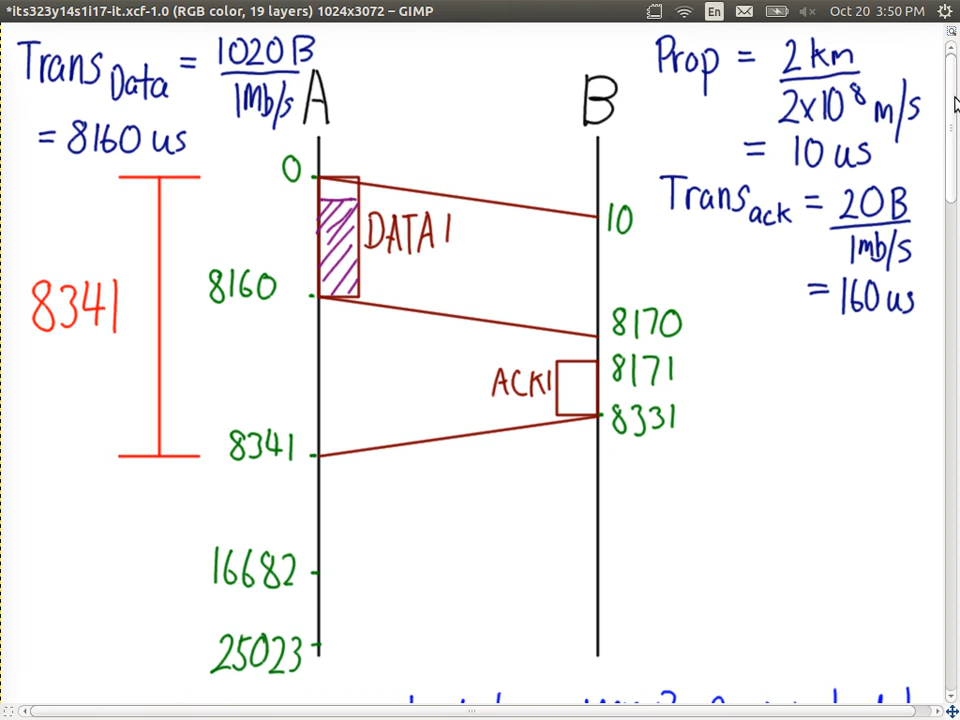 *its323y14s1i17-it.xcf-1.0 (RGB color, 19 layers) 1024x3072 – GIMP
En
Oct 20 3:50 PM
Trans Data = 1020B
1Mb/s
= 8160 us
A
B
Prop = 2 km
2x10^8 m/s
= 10 us
Trans ack = 20B
1Mb/s
= 160 us
0
10
DATA 1
8160
8341
8170
8171
ACK1
8331
8341
16682
25023